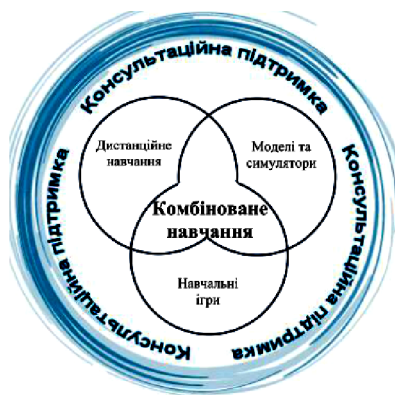 Консультаційна підтримка
Дистанційне
навчання
Моделі та
симулятори
Комбіноване
навчання
Навчальні
ігри
Консультаційна підтримка
Консультаційна підтримка